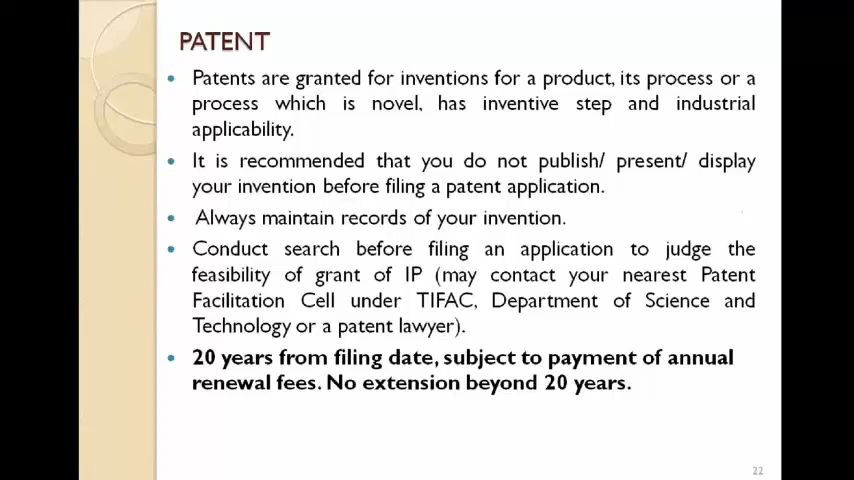 PATENT
• Patents are granted for inventions for a product, its process or a
process which is novel, has inventive step and industrial
applicability.
• It is recommended that you do not publish/ present/ display
your invention before filing a patent application.
• Always maintain records of your invention.
• Conduct search before filing an application to judge the
feasibility of grant of IP (may contact your nearest Patent
Facilitation Cell under TIFAC, Department of Science and
Technology or a patent lawyer).
• 20 years from filing date, subject to payment of annual
renewal fees. No extension beyond 20 years.
22